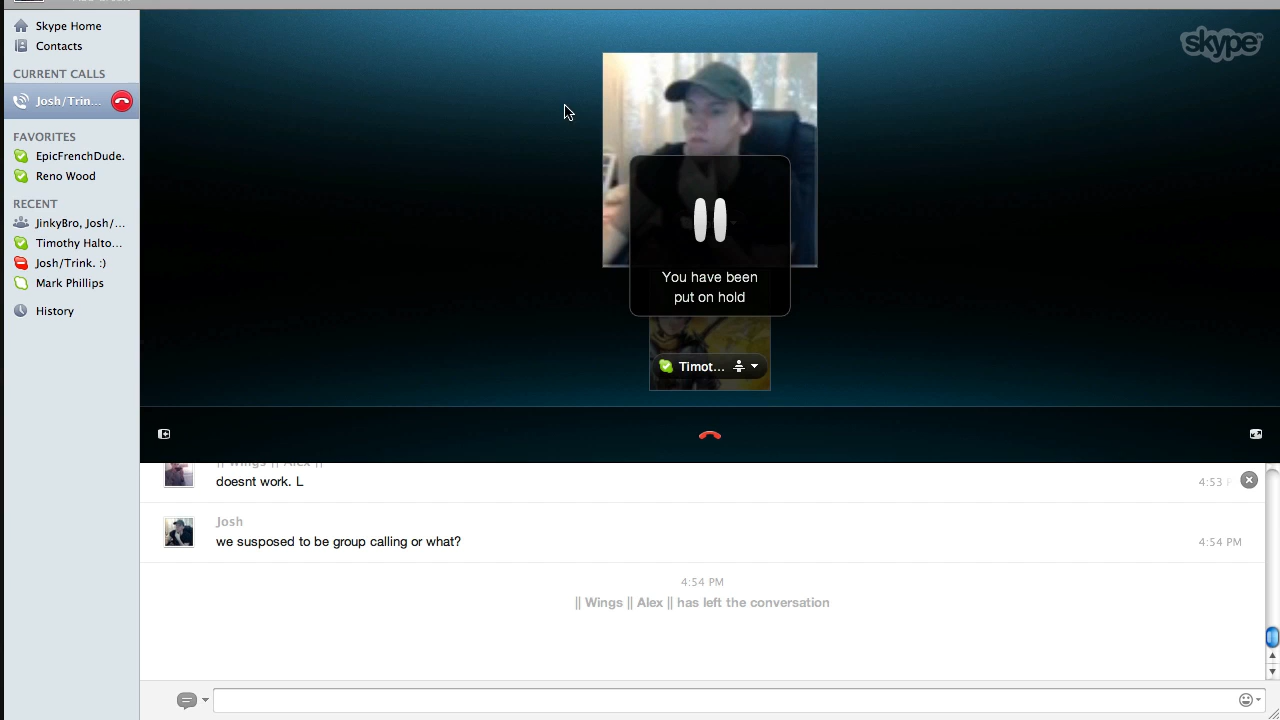 Skype Home
Contacts
CURRENT CALLS
Josh/Trin...
FAVORITES
EpicFrenchDude.
Reno Wood
RECENT
JinkyBro, Josh/...
Timothy Halto...
Josh/Trink. :)
Mark Phillips
History
skype
You have been
put on hold
Timot...
|| Wings || Alex ||
doesnt work. L
4:53
Josh
we susposed to be group calling or what?
4:54 PM
4:54 PM
|| Wings || Alex || has left the conversation